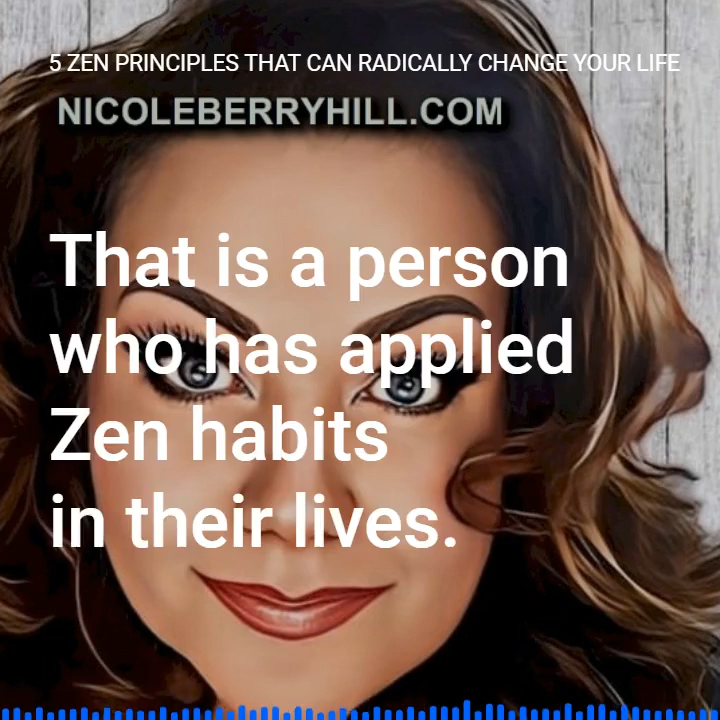 5 ZEN PRINCIPLES THAT CAN RADICALLY CHANGE YOUR LIFE
NICOLEBERRYHILL.COM
That is a person
who has applied
Zen habits
in their lives.